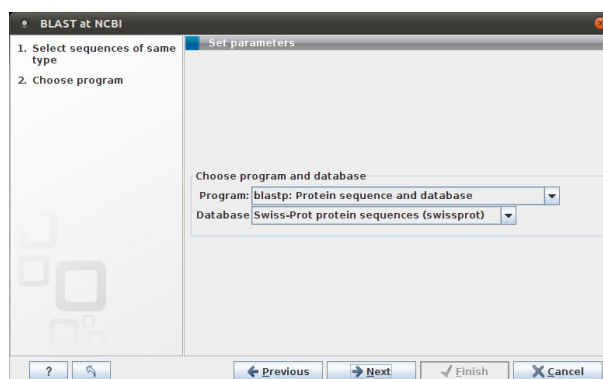 BLAST at NCBI
1. Select sequences of same
type
2. Choose program
Set parameters
Choose program and database
Program: blastp: Protein sequence and database
Database Swiss-Prot protein sequences (swissprot)
? Previous Next Finish Cancel